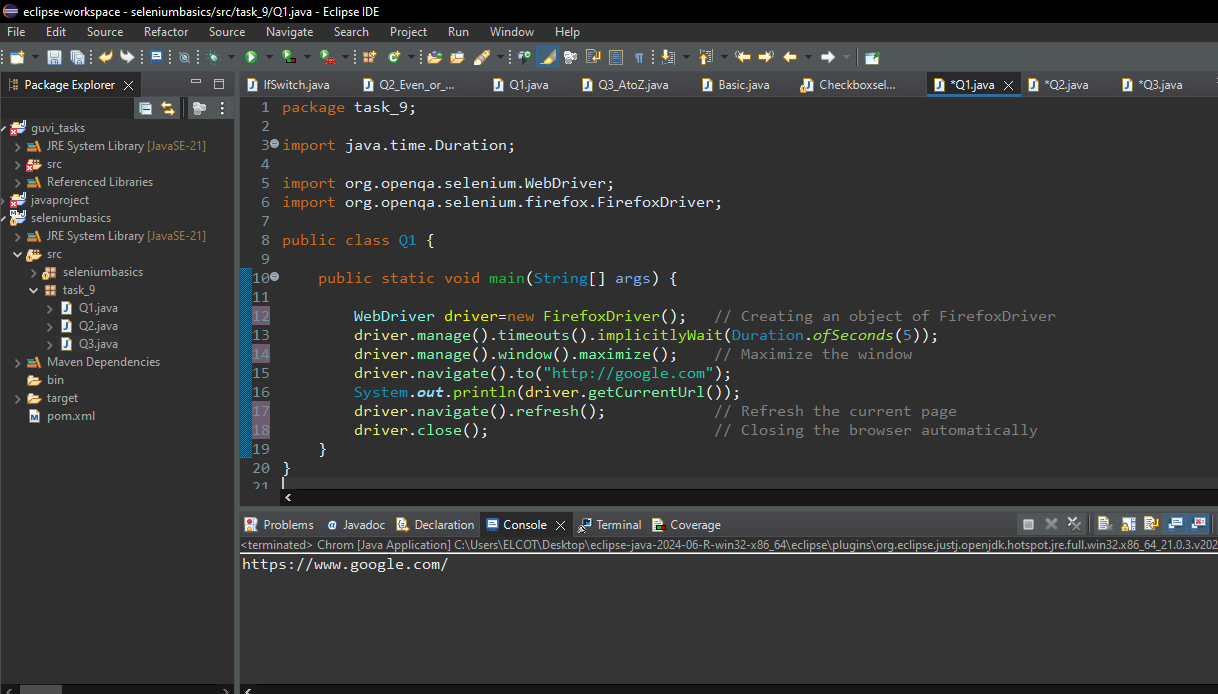 eclipse-workspace - seleniumbasics/src/task_9/Q1.java - Eclipse IDE
File Edit Source Refactor Source Navigate Search Project Run Window Help
Package Explorer
guvi_tasks
JRE System Library [JavaSE-21]
src
Referenced Libraries
javaproject
seleniumbasics
JRE System Library [JavaSE-21]
src
seleniumbasics
task_9
Q1.java
Q2.java
Q3.java
Maven Dependencies
bin
target
pom.xml
IfSwitch.java Q2_Even_or_... Q1.java Q3_AtoZ.java Basic.java Checkboxsel... *Q1.java *Q2.java *Q3.java
1 package task_9;
2
3 import java.time.Duration;
4
5 import org.openqa.selenium.WebDriver;
6 import org.openqa.selenium.firefox.FirefoxDriver;
7
8 public class Q1 {
9
10 public static void main(String[] args) {
11
12 WebDriver driver=new FirefoxDriver(); // Creating an object of FirefoxDriver
13 driver.manage().timeouts().implicitlyWait(Duration.ofSeconds(5));
14 driver.manage().window().maximize(); // Maximize the window
15 driver.navigate().to("http://google.com");
16 System.out.println(driver.getCurrentUrl());
17 driver.navigate().refresh(); // Refresh the current page
18 driver.close(); // Closing the browser automatically
19 }
20 }
21
Problems Javadoc Declaration Console Terminal Coverage
<terminated> Chrom [Java Application] C:\Users\ELCOT\Desktop\eclipse-java-2024-06-R-win32-x86_64\eclipse\plugins\org.eclipse.justj.openjdk.hotspot.jre.full.win32.x86_64_21.0.3.v202
https://www.google.com/